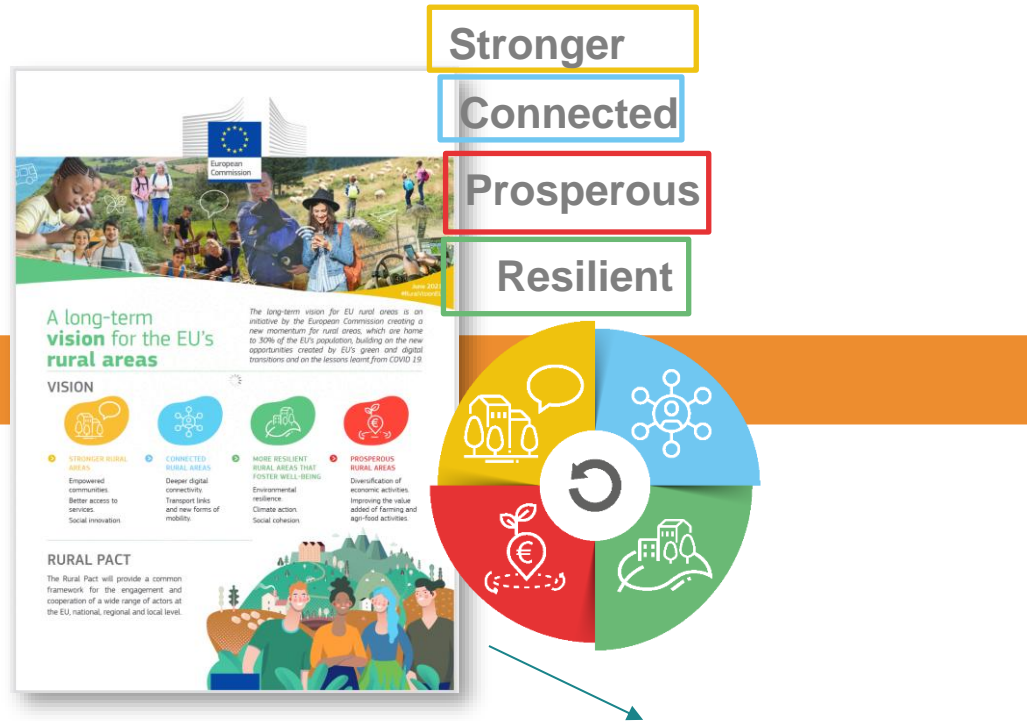 Stronger
Connected
Prosperous
Resilient
European
Commission
June 2021
#RuralVisionEU
A long-term
vision for the EU's
rural areas
The long-term vision for EU rural areas is an
initiative by the European Commission creating a
new momentum for rural areas, which are home
to 30% of the EU's population, building on the new
opportunities created by EU's green and digital
transitions and on the lessons learnt from COVID 19
VISION
STRONGER RURAL
AREAS
Empowered
communities.
Better access to
services.
Social innovation.
CONNECTED
RURAL AREAS
Deeper digital
connectivity.
Transport links
and new forms of
mobility.
MORE RESILIENT
RURAL AREAS THAT
FOSTER WELL-BEING
Environmental
resilience.
Climate action.
Social cohesion.
PROSPEROUS
RURAL AREAS
Diversification of
economic activities.
Improving the value
added of farming and
agri-food activities.
RURAL PACT
The Rural Pact will provide a common
framework for the engagement and
cooperation of a wide range of actors at
the EU, national, regional and local level.